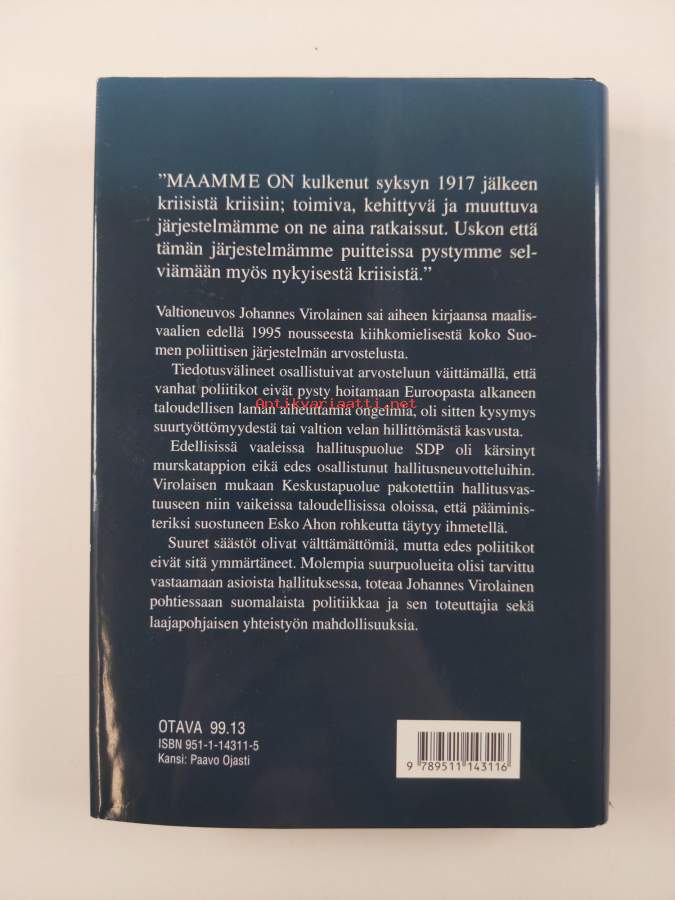 ”MAAMME ON kulkenut syksyn 1917 jälkeen
kriisistä kriisiin; toimiva, kehittyvä ja muuttuva
järjestelmämme on ne aina ratkaissut. Uskon että
tämän järjestelmämme puitteissa pystymme sel-
viämään myös nykyisestä kriisistä.”
Valtioneuvos Johannes Virolainen sai aiheen kirjaansa maalis-
vaalien edellä 1995 nousseesta kiihkomielisestä koko Suo-
men poliittisen järjestelmän arvostelusta.
Tiedotusvälineet osallistuivat arvosteluun väittämällä, että
vanhat poliitikot eivät pysty hoitamaan Euroopasta alkaneen
Antikvariaatti.net
taloudellisen laman aiheuttamia ongelmia, oli sitten kysymys
suurtyöttömyydestä tai valtion velan hillittömästä kasvusta.
Edellisissä vaaleissa hallituspuolue SDP oli kärsinyt
murskatappion eikä edes osallistunut hallitusneuvotteluihin.
Virolaisen mukaan Keskustapuolue pakotettiin hallitusvas-
tuuseen niin vaikeissa taloudellisissa oloissa, että pääminis-
teriksi suostuneen Esko Ahon rohkeutta täytyy ihmetellä.
Suuret säästöt olivat välttämättömiä, mutta edes poliitikot
eivät sitä ymmärtäneet. Molempia suurpuolueita olisi tarvittu
vastaamaan asioista hallituksessa, toteaa Johannes Virolainen
pohtiessaan suomalaista politiikkaa ja sen toteuttajia sekä
laajapohjaisen yhteistyön mahdollisuuksia.
OTAVA 99.13
ISBN 951-1-14311-5
Kansi: Paavo Ojasti
9 789511 143116